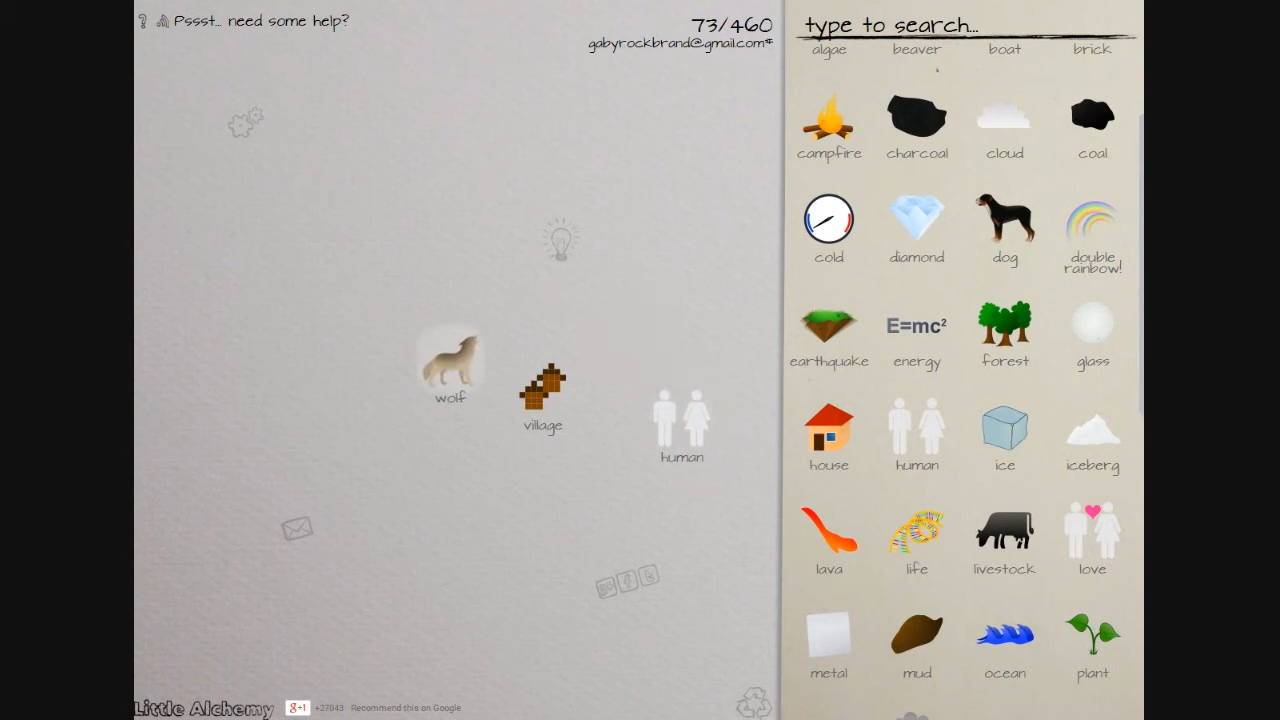 ? Pssst... need some help?
73/460
gabyrockbrand@gmail.com*
type to search...
algae beaver boat brick
campfire charcoal cloud coal
cold diamond dog double
rainbow!
earthquake energy forest glass
E=mc²
house human ice iceberg
lava life livestock love
metal mud ocean plant
wolf
village
human
Little Alchemy
g+1 +27043 Recommend this on Google